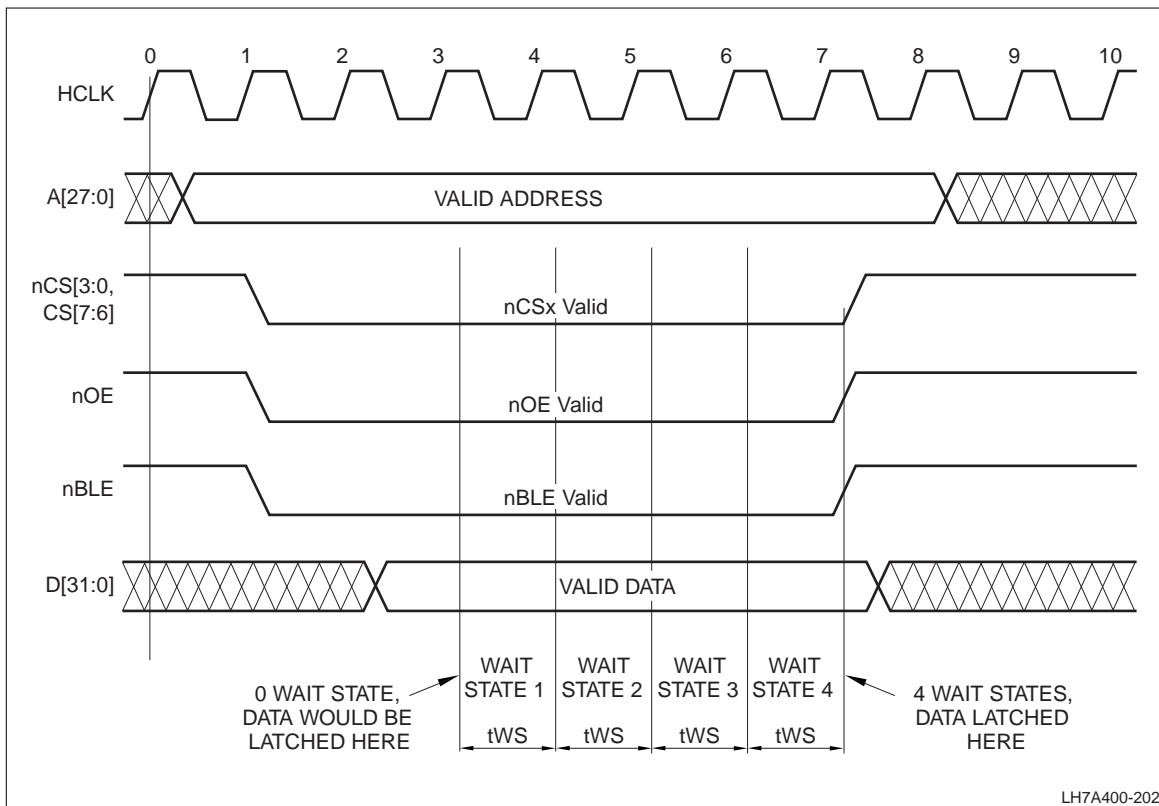 0 1 2 3 4 5 6 7 8 9 10
HCLK
A[27:0]
VALID ADDRESS
nCS[3:0,
CS[7:6]
nCSx Valid
nOE
nOE Valid
nBLE
nBLE Valid
D[31:0]
VALID DATA
0 WAIT STATE,
DATA WOULD BE
LATCHED HERE
WAIT
STATE 1
WAIT
STATE 2
WAIT
STATE 3
WAIT
STATE 4
tWS
tWS
tWS
tWS
4 WAIT STATES,
DATA LATCHED
HERE
LH7A400-202